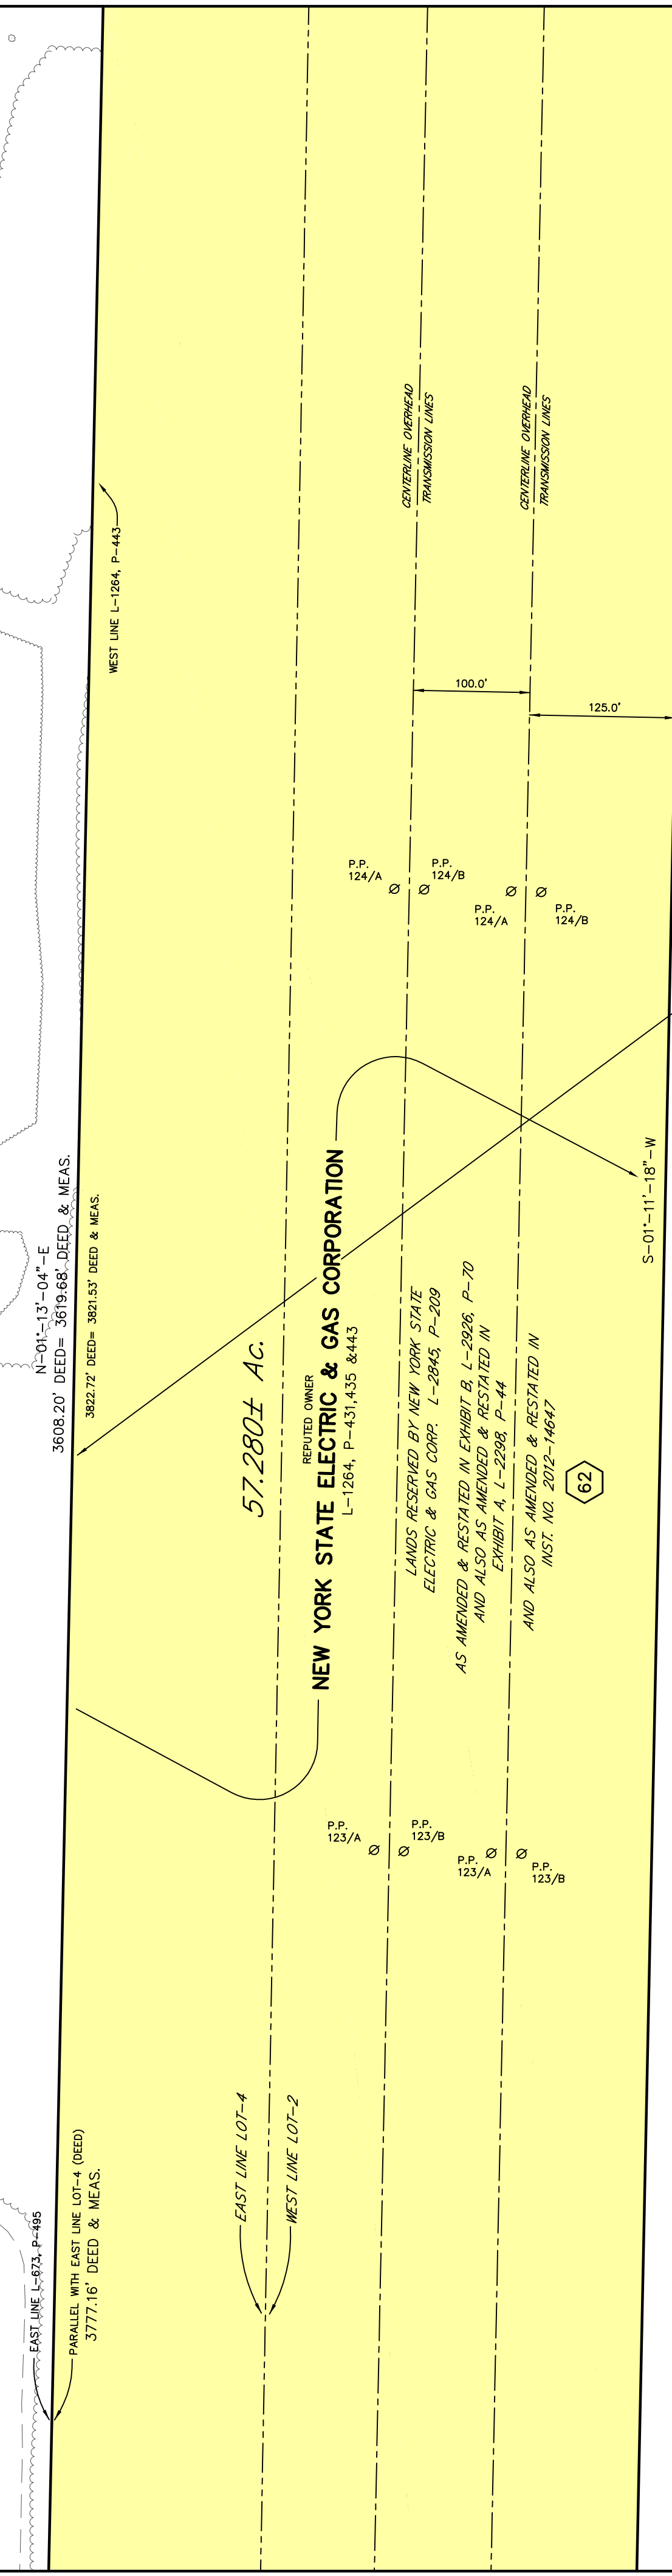 WEST LINE L-1264, P-443
CENTERLINE OVERHEAD
TRANSMISSION LINES
CENTERLINE OVERHEAD
TRANSMISSION LINES
100.0'
125.0'
P.P.
124/A
P.P.
124/B
P.P.
124/A
P.P.
124/B
N-01°-13'-04"-E
3608.20' DEED= 3619.68' DEED & MEAS.
3822.72' DEED= 3821.53' DEED & MEAS.
S-01°-11'-18"-W
57.280± Ac.
REPUTED OWNER
NEW YORK STATE ELECTRIC & GAS CORPORATION
L-1264, P-431,435 &443
LANDS RESERVED BY NEW YORK STATE
ELECTRIC & GAS CORP. L-2845, P-209
AS AMENDED & RESTATED IN EXHIBIT B, L-2926, P-70
AND ALSO AS AMENDED & RESTATED IN
EXHIBIT A, L-2298, P-44
AND ALSO AS AMENDED & RESTATED IN
INST. NO. 2012-14647
62
P.P.
123/A
P.P.
123/B
P.P.
123/A
P.P.
123/B
EAST LINE LOT-4
WEST LINE LOT-2
EAST LINE L-673, P-495
PARALLEL WITH EAST LINE LOT-4 (DEED)
3777.16' DEED & MEAS.